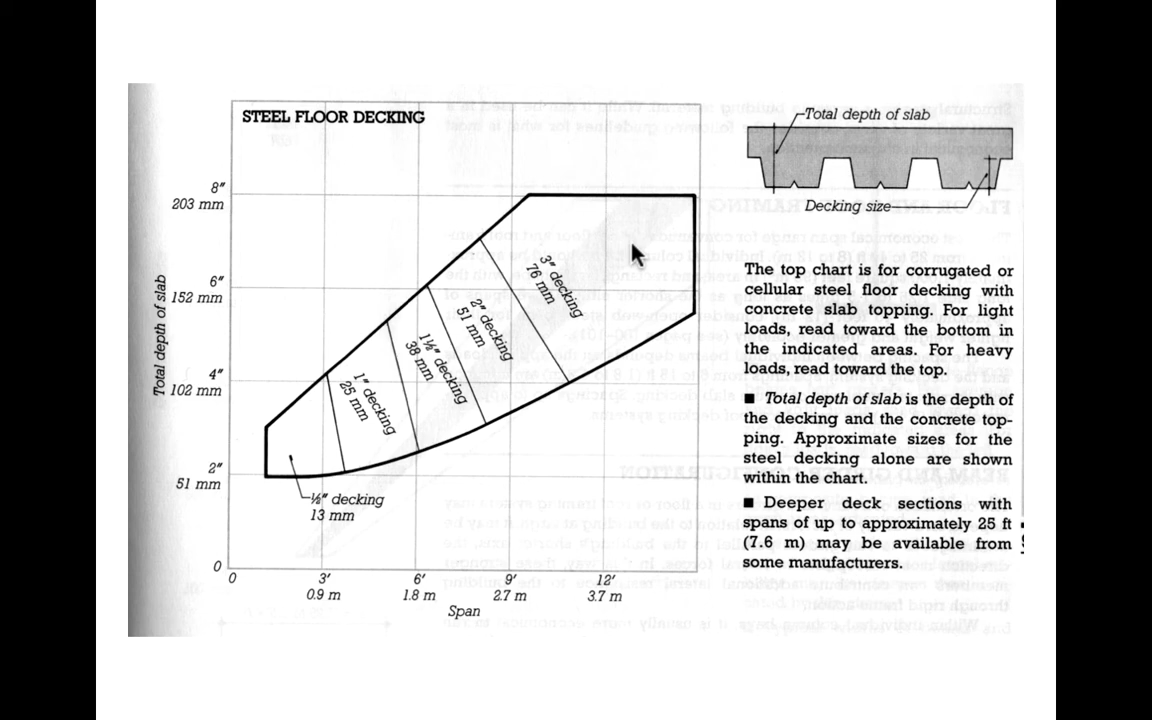 STEEL FLOOR DECKING
Total depth of slab
8"
203 mm
6"
152 mm
4"
102 mm
2"
51 mm
0
½" decking
13 mm
1" decking
25 mm
1½" decking
38 mm
2" decking
51 mm
3" decking
76 mm
0
3'
0.9 m
6'
1.8 m
9'
2.7 m
12'
3.7 m
Span
Total depth of slab
Decking size
The top chart is for corrugated or
cellular steel floor decking with
concrete slab topping. For light
loads, read toward the bottom in
the indicated areas. For heavy
loads, read toward the top.
■ Total depth of slab is the depth of
the decking and the concrete top-
ping. Approximate sizes for the
steel decking alone are shown
within the chart.
■ Deeper deck sections with
spans of up to approximately 25 ft
(7.6 m) may be available from
some manufacturers.